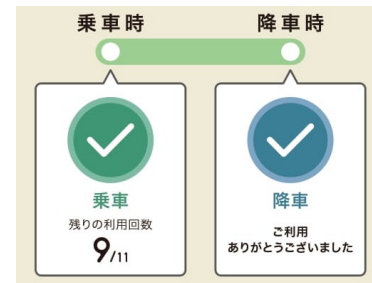 乗車時
降車時
乗車
残りの利用回数
9/11
降車
ご利用
ありがとうございました